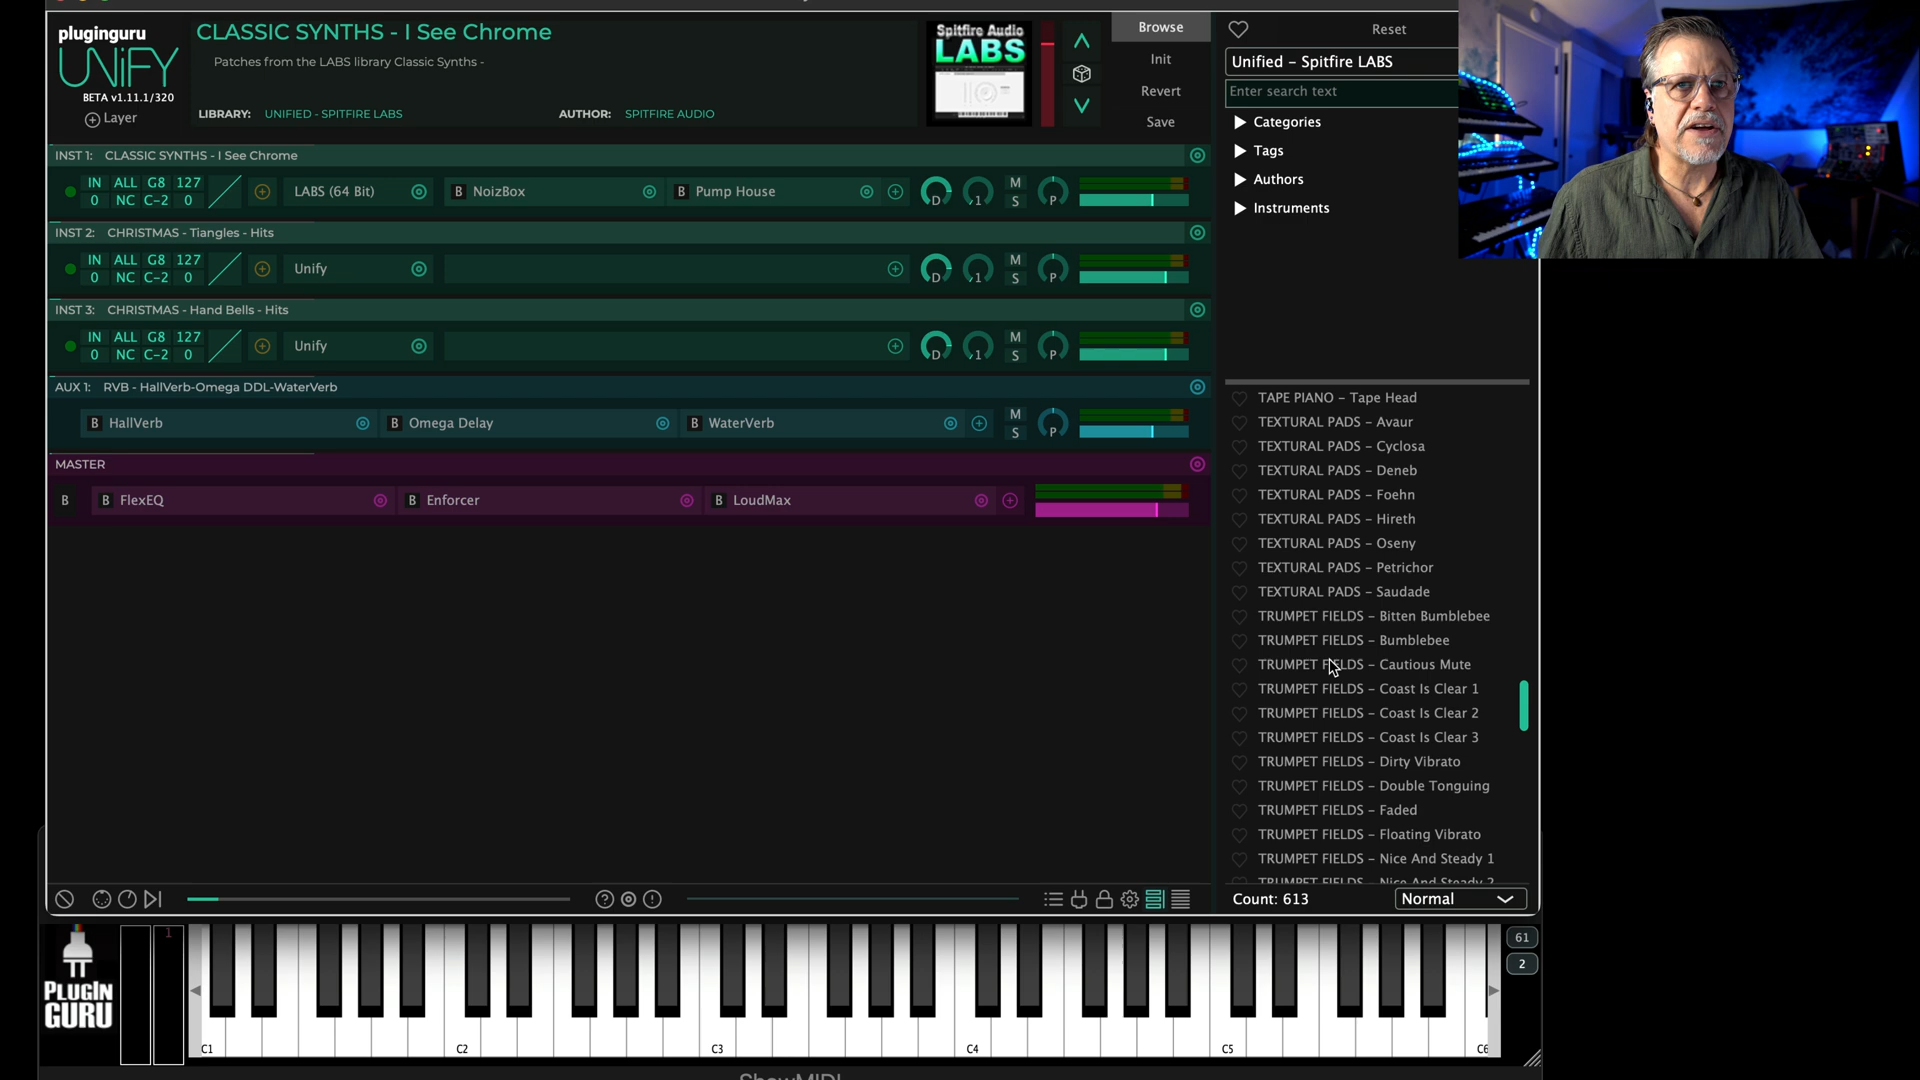 pluginguru
UNiFY
BETA v1.11.1/320
Layer
CLASSIC SYNTHS - I See Chrome
Patches from the LABS library Classic Synths -
LIBRARY: UNIFIED - SPITFIRE LABS AUTHOR: SPITFIRE AUDIO
Spitfire Audio
LABS
Browse
Init
Revert
Save
Reset
Unified – Spitfire LABS
Enter search text
Categories
Tags
Authors
Instruments
INST 1: CLASSIC SYNTHS - I See Chrome
IN ALL G8 127
0 NC C-2 0
LABS (64 Bit) B NoizBox B Pump House D 1 M S P
INST 2: CHRISTMAS - Tiangles - Hits
IN ALL G8 127
0 NC C-2 0
Unify D 1 M S P
INST 3: CHRISTMAS - Hand Bells - Hits
IN ALL G8 127
0 NC C-2 0
Unify D 1 M S P
AUX 1: RVB - HallVerb-Omega DDL-WaterVerb
B HallVerb B Omega Delay B WaterVerb M S P
MASTER
B B FlexEQ B Enforcer B LoudMax
TAPE PIANO – Tape Head
TEXTURAL PADS – Avaur
TEXTURAL PADS – Cyclosa
TEXTURAL PADS – Deneb
TEXTURAL PADS – Foehn
TEXTURAL PADS – Hireth
TEXTURAL PADS – Oseny
TEXTURAL PADS – Petrichor
TEXTURAL PADS – Saudade
TRUMPET FIELDS – Bitten Bumblebee
TRUMPET FIELDS – Bumblebee
TRUMPET FIELDS – Cautious Mute
TRUMPET FIELDS – Coast Is Clear 1
TRUMPET FIELDS – Coast Is Clear 2
TRUMPET FIELDS – Coast Is Clear 3
TRUMPET FIELDS – Dirty Vibrato
TRUMPET FIELDS – Double Tonguing
TRUMPET FIELDS – Faded
TRUMPET FIELDS – Floating Vibrato
TRUMPET FIELDS – Nice And Steady 1
TRUMPET FIELDS – Nice And Steady 2
Count: 613 Normal
PLUGIN
GURU
1
61
2
C1 C2 C3 C4 C5 C6
ShowMIDI